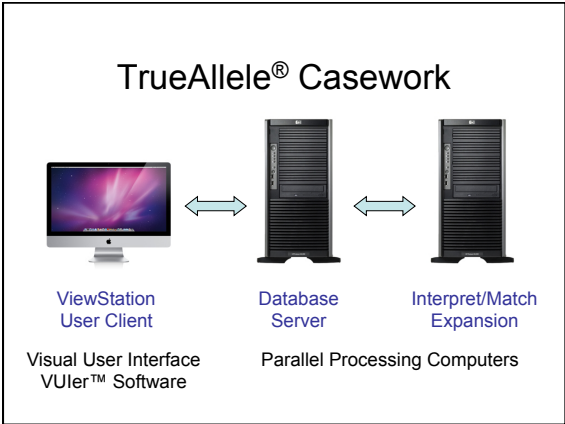 TrueAllele® Casework
ViewStation
User Client
Database
Server
Interpret/Match
Expansion
Visual User Interface
VUIer™ Software
Parallel Processing Computers